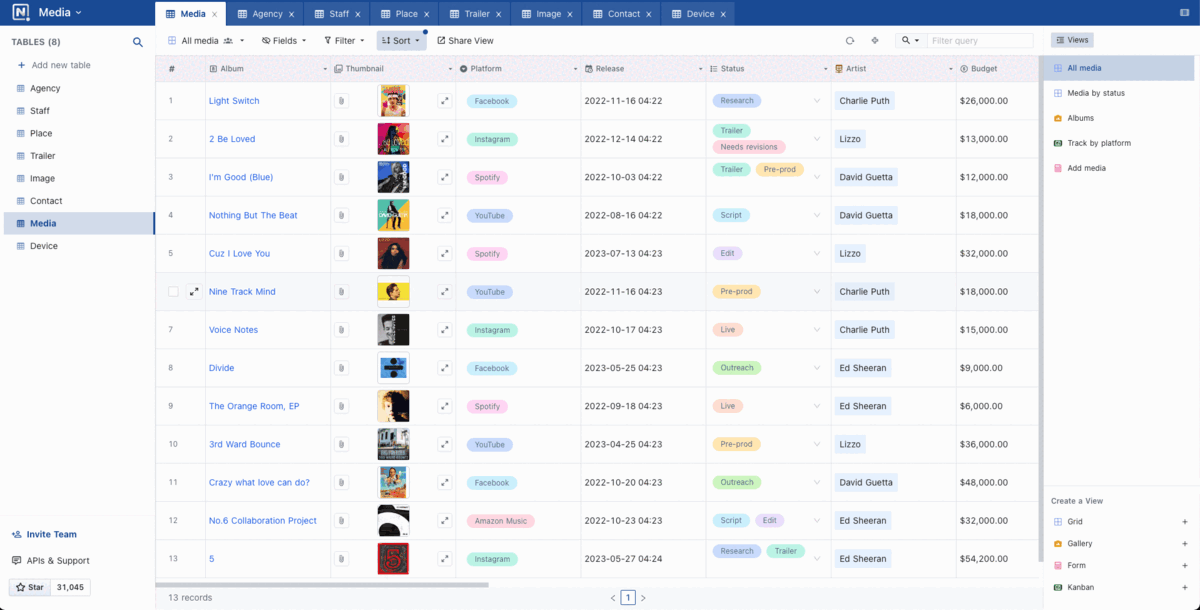 N Media
Media
Agency
Staff
Place
Trailer
Image
Contact
Device
TABLES (8)
Add new table
Agency
Staff
Place
Trailer
Image
Contact
Media
Device
Invite Team
APIs & Support
Star 31,045
All media
Fields
Filter
Sort
Share View
Filter query
# Album Thumbnail Platform Release Status Artist Budget
1 Light Switch Facebook 2022-11-16 04:22 Research Charlie Puth $26,000.00
2 2 Be Loved Instagram 2022-12-14 04:22 Trailer Needs revisions Lizzo $13,000.00
3 I'm Good (Blue) Spotify 2022-10-03 04:22 Trailer Pre-prod David Guetta $12,000.00
4 Nothing But The Beat YouTube 2022-08-16 04:22 Script David Guetta $18,000.00
5 Cuz I Love You Spotify 2023-07-13 04:23 Edit Lizzo $32,000.00
Nine Track Mind YouTube 2022-11-16 04:23 Pre-prod Charlie Puth $18,000.00
7 Voice Notes Instagram 2022-10-17 04:23 Live Charlie Puth $15,000.00
8 Divide Facebook 2023-05-25 04:23 Outreach Ed Sheeran $9,000.00
9 The Orange Room, EP Spotify 2022-09-18 04:23 Live Ed Sheeran $6,000.00
10 3rd Ward Bounce YouTube 2023-04-25 04:23 Pre-prod Lizzo $36,000.00
11 Crazy what love can do? Facebook 2022-10-20 04:23 Outreach David Guetta $48,000.00
12 No.6 Collaboration Project Amazon Music 2022-10-23 04:23 Script Edit Ed Sheeran $32,000.00
13 5 Instagram 2023-05-27 04:24 Research Trailer Ed Sheeran $54,200.00
13 records
1
Views
All media
Media by status
Albums
Track by platform
Add media
Create a View
Grid
Gallery
Form
Kanban